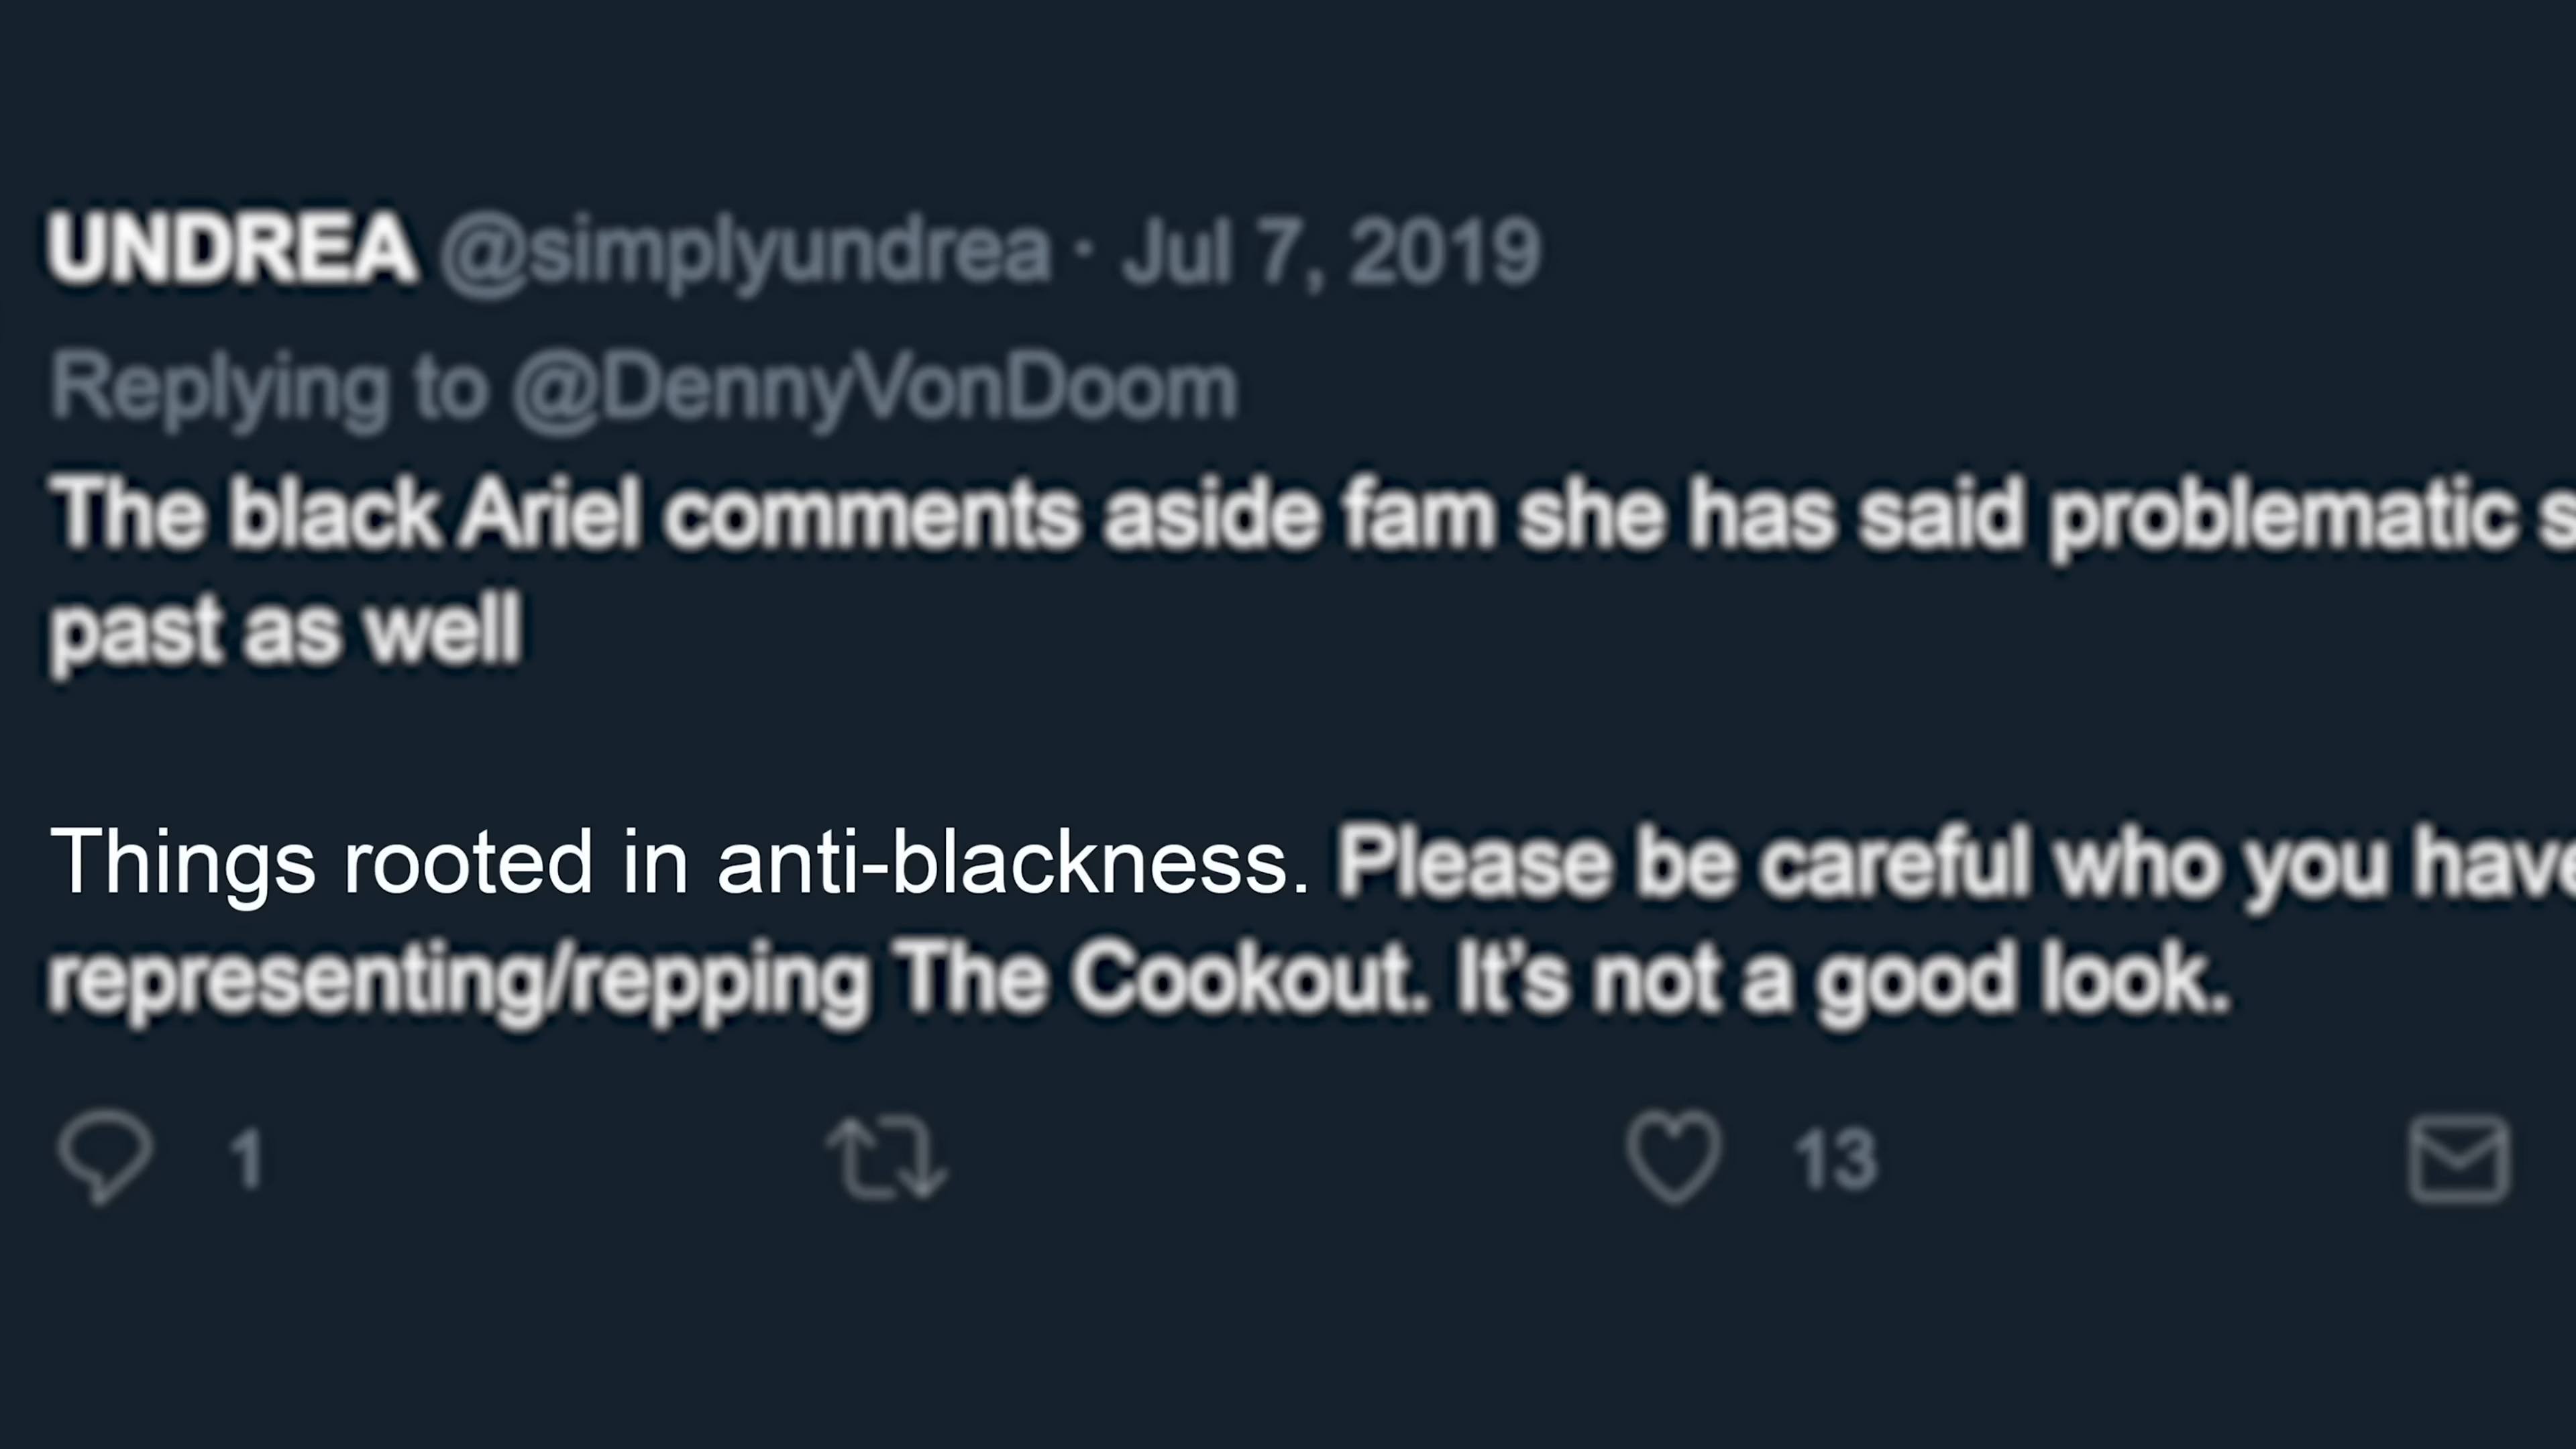 UNDREA @simplyundrea · Jul 7, 2019
Replying to @DennyVonDoom
The black Ariel comments aside fam she has said problematic
past as well
Things rooted in anti-blackness. Please be careful who you have
representing/repping The Cookout. It’s not a good look.
1 13